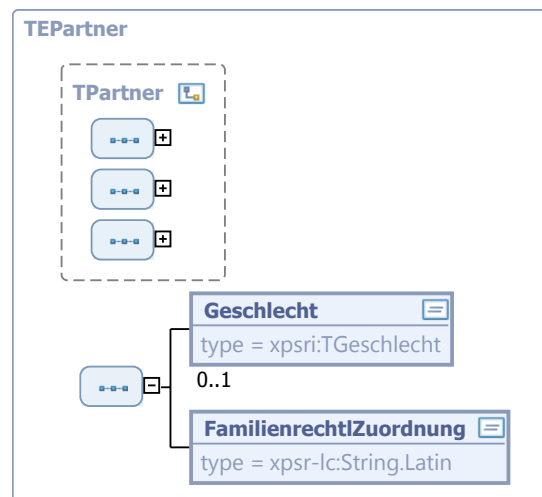 TEPartner
TPartner
Geschlecht
type = xpsri:TGeschlecht
0..1
FamilienrechtlZuordnung
type = xpsr-lc:String.Latin